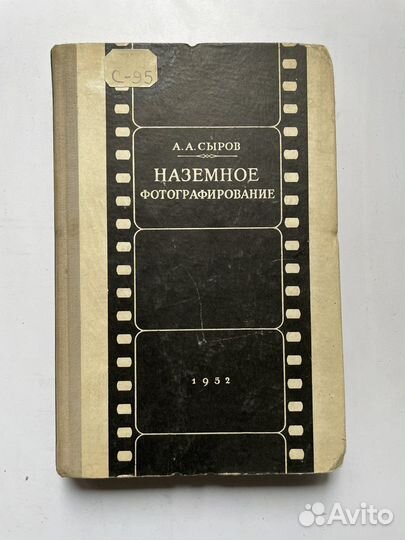 С-95
А. А. СЫРОВ
НАЗЕМНОЕ
ФОТОГРАФИРОВАНИЕ
1952
Avito